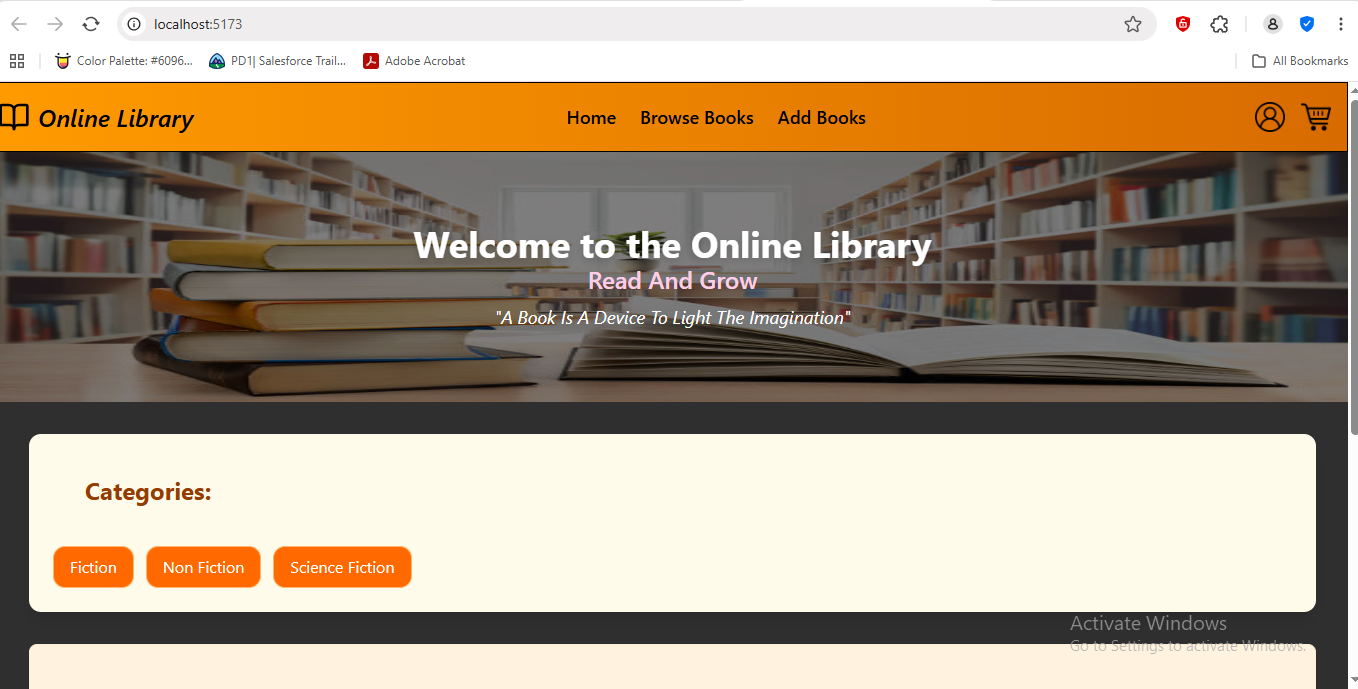 localhost:5173
Color Palette: #6096... PD1| Salesforce Trail... Adobe Acrobat All Bookmarks
Online Library Home Browse Books Add Books
Welcome to the Online Library
Read And Grow
"A Book Is A Device To Light The Imagination"
Categories:
Fiction Non Fiction Science Fiction
Activate Windows
Go to Settings to activate Windows.